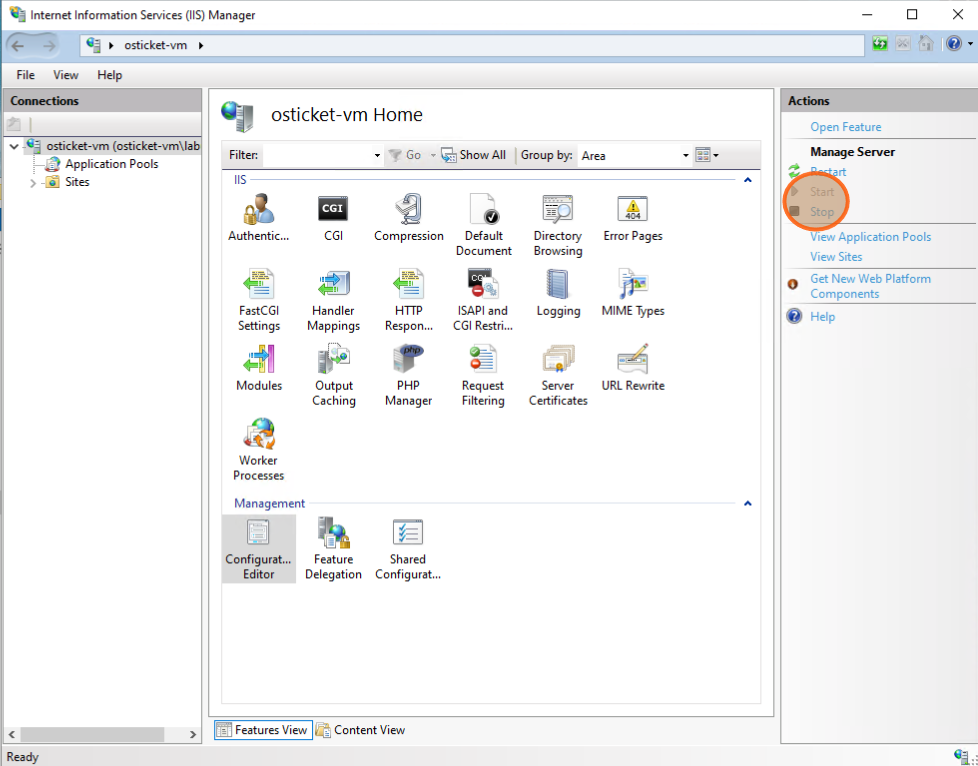 Internet Information Services (IIS) Manager
osticket-vm
File View Help
Connections
osticket-vm (osticket-vm\lab
Application Pools
Sites
osticket-vm Home
Filter: Go Show All Group by: Area
IIS
Authentic...
CGI
Compression
Default
Document
Directory
Browsing
Error Pages
FastCGI
Settings
Handler
Mappings
HTTP
Respon...
ISAPI and
CGI Restri...
Logging
MIME Types
Modules
Output
Caching
PHP
Manager
Request
Filtering
Server
Certificates
URL Rewrite
Worker
Processes
Management
Configurat...
Editor
Feature
Delegation
Shared
Configurat...
Features View Content View
Actions
Open Feature
Manage Server
Restart
Start
Stop
View Application Pools
View Sites
Get New Web Platform
Components
Help
Ready